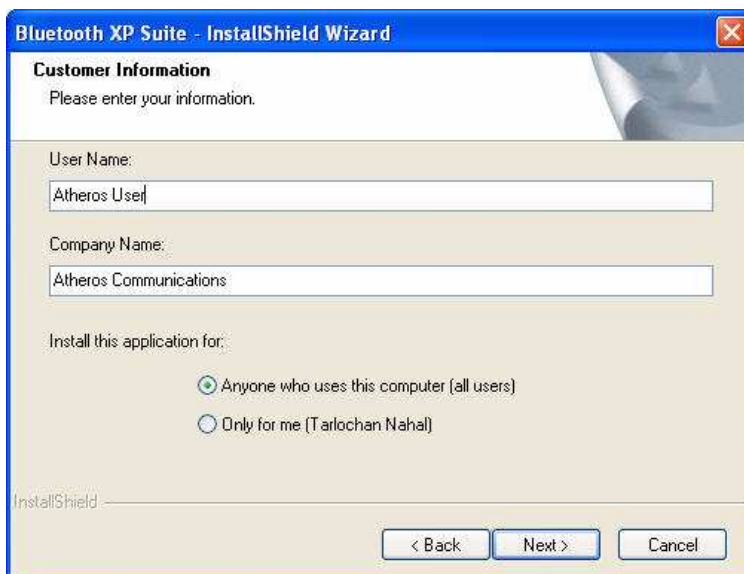 Bluetooth XP Suite - InstallShield Wizard
Customer Information
Please enter your information.
User Name:
Atheros User
Company Name:
Atheros Communications
Install this application for:
Anyone who uses this computer (all users)
Only for me (Tarlochan Nahal)
InstallShield
< Back
Next >
Cancel